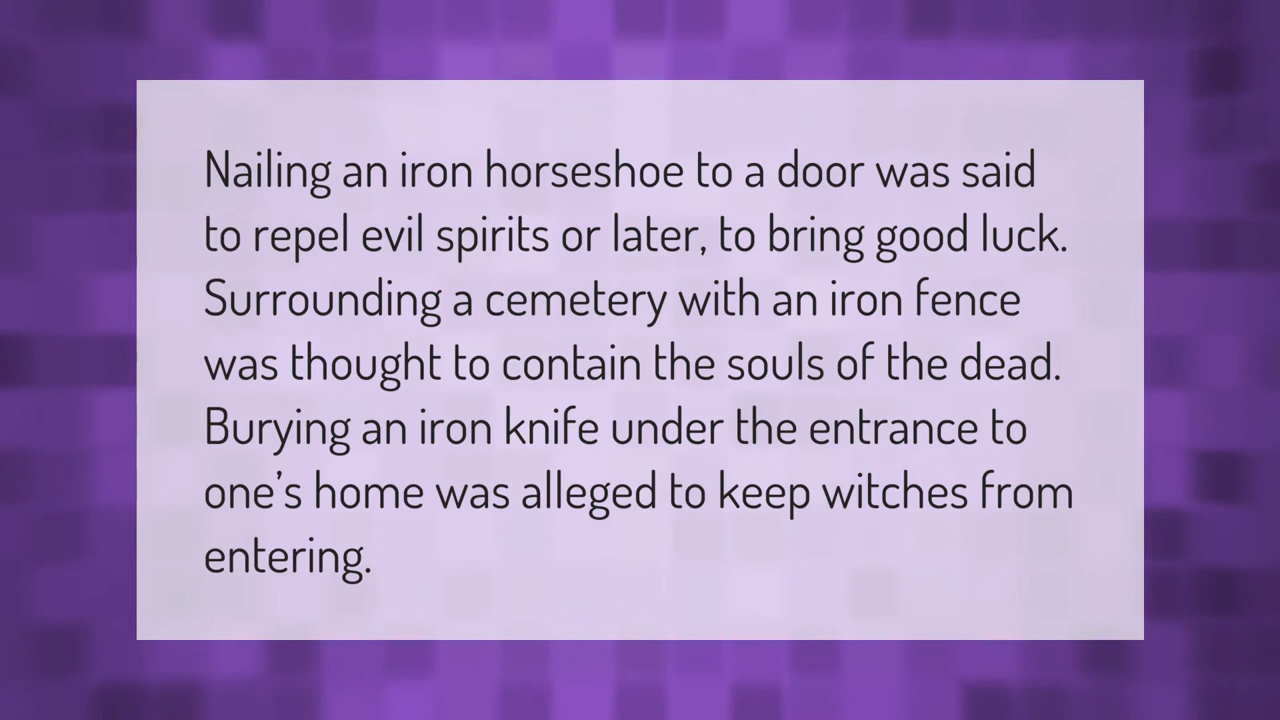 Nailing an iron horseshoe to a door was said
to repel evil spirits or later, to bring good luck.
Surrounding a cemetery with an iron fence
was thought to contain the souls of the dead.
Burying an iron knife under the entrance to
one’s home was alleged to keep witches from
entering.